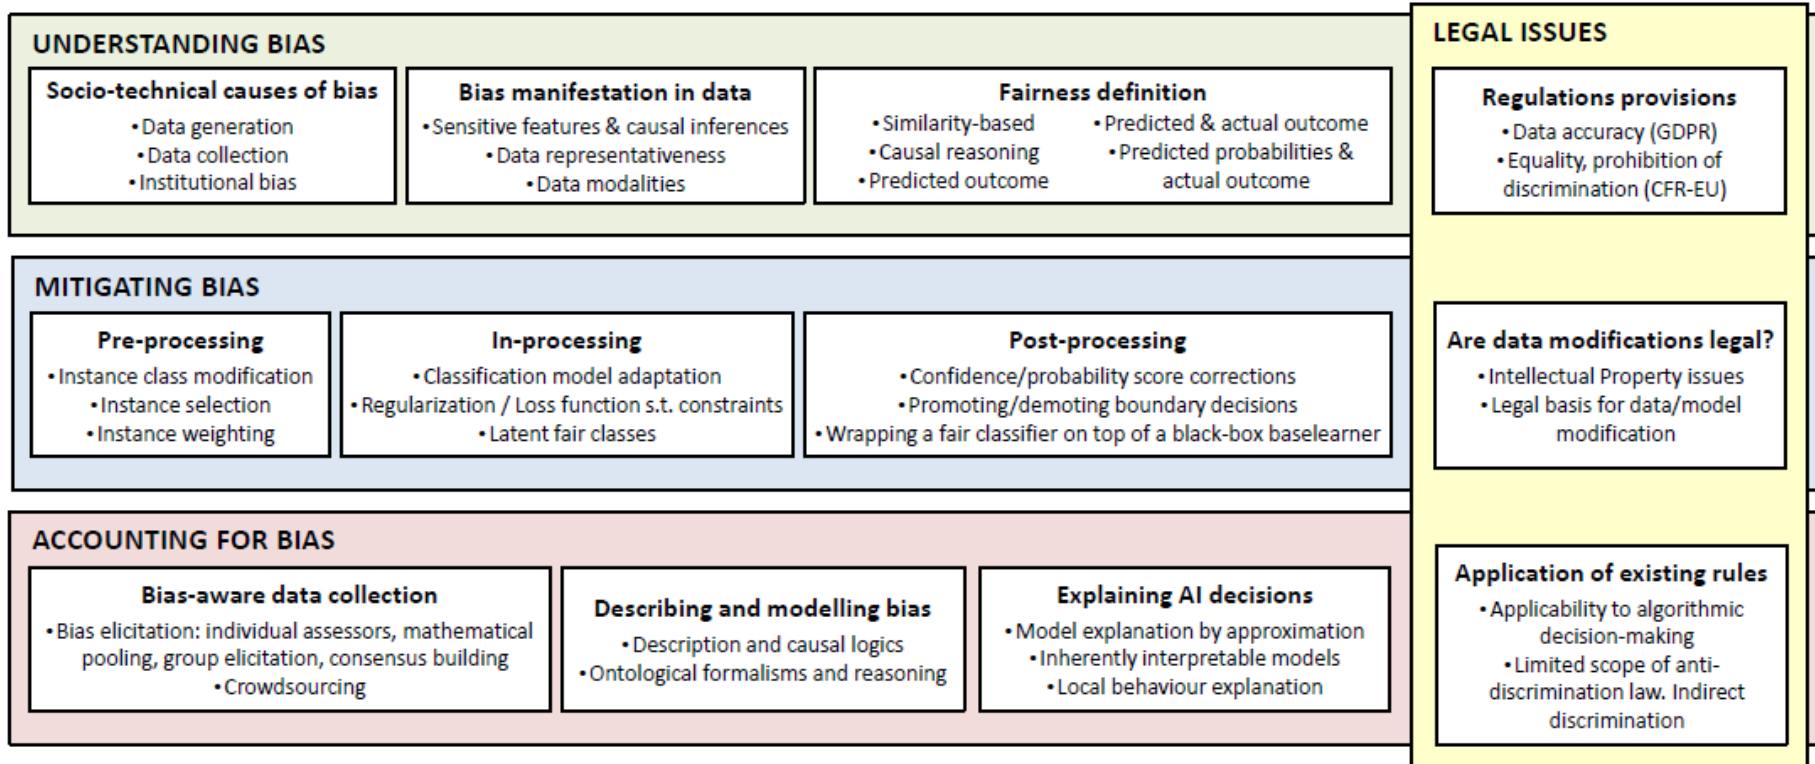 UNDERSTANDING BIAS
Socio-technical causes of bias
•Data generation
•Data collection
•Institutional bias
Bias manifestation in data
•Sensitive features & causal inferences
•Data representativeness
•Data modalities
Fairness definition
•Similarity-based
•Causal reasoning
•Predicted outcome
•Predicted & actual outcome
•Predicted probabilities &
actual outcome
LEGAL ISSUES
Regulations provisions
•Data accuracy (GDPR)
•Equality, prohibition of
discrimination (CFR-EU)
MITIGATING BIAS
Pre-processing
•Instance class modification
•Instance selection
•Instance weighting
In-processing
•Classification model adaptation
•Regularization / Loss function s.t. constraints
•Latent fair classes
Post-processing
•Confidence/probability score corrections
•Promoting/demoting boundary decisions
•Wrapping a fair classifier on top of a black-box baselearner
Are data modifications legal?
•Intellectual Property issues
•Legal basis for data/model
modification
ACCOUNTING FOR BIAS
Bias-aware data collection
•Bias elicitation: individual assessors, mathematical
pooling, group elicitation, consensus building
•Crowdsourcing
Describing and modelling bias
•Description and causal logics
•Ontological formalisms and reasoning
Explaining AI decisions
•Model explanation by approximation
•Inherently interpretable models
•Local behaviour explanation
Application of existing rules
•Applicability to algorithmic
decision-making
•Limited scope of anti-
discrimination law. Indirect
discrimination